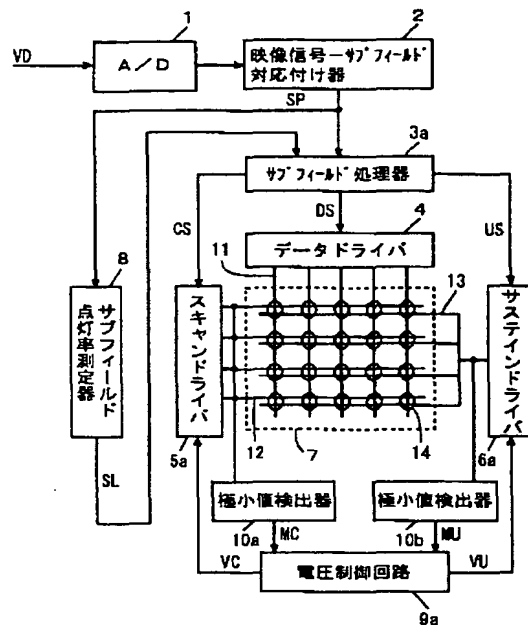 1
2
VD
A/D
映像信号ーサブフィールド
対応付け器
SP
3a
サブフィールド処理器
CS
DS
US
4
11
データドライバ
8
13
サブフィールド
点灯率測定器
スキャンドライバ
サステインドライバ
12
7
14
5a
6a
SL
極小値検出器
極小値検出器
10a
MC
10b
MU
VC
VU
電圧制御回路
9a